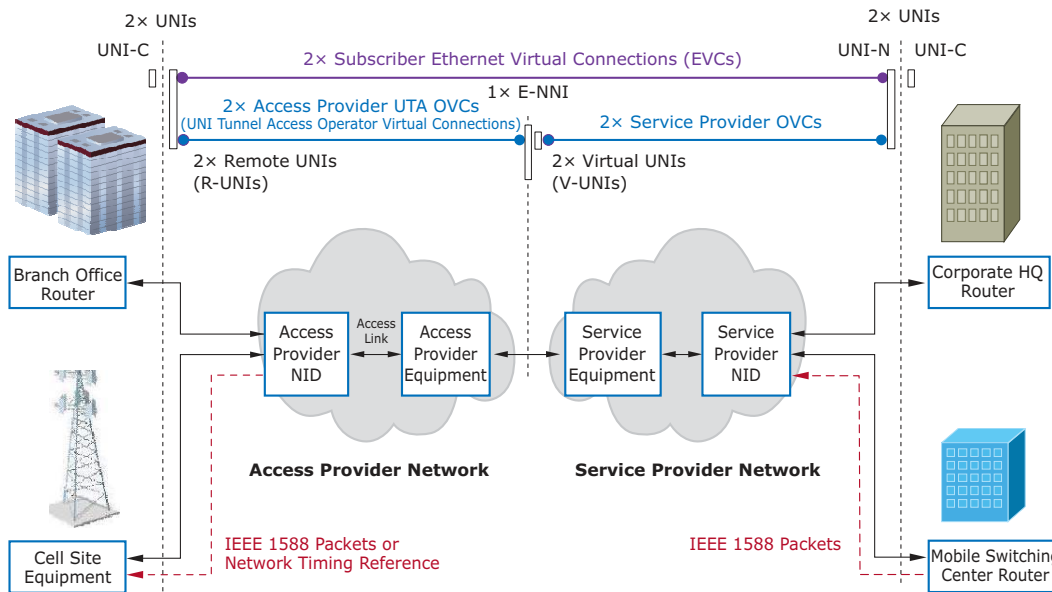 2× UNIs
2× UNIs
UNI-C
UNI-N
UNI-C
2× Subscriber Ethernet Virtual Connections (EVCs)
1× E-NNI
2× Access Provider UTA OVCs
(UNI Tunnel Access Operator Virtual Connections)
2× Service Provider OVCs
2× Remote UNIs
(R-UNIs)
2× Virtual UNIs
(V-UNIs)
Branch Office
Router
Corporate HQ
Router
Access
Provider
NID
Access
Link
Access
Provider
Equipment
Service
Provider
Equipment
Service
Provider
NID
Access Provider Network
Service Provider Network
IEEE 1588 Packets or
Network Timing Reference
IEEE 1588 Packets
Cell Site
Equipment
Mobile Switching
Center Router